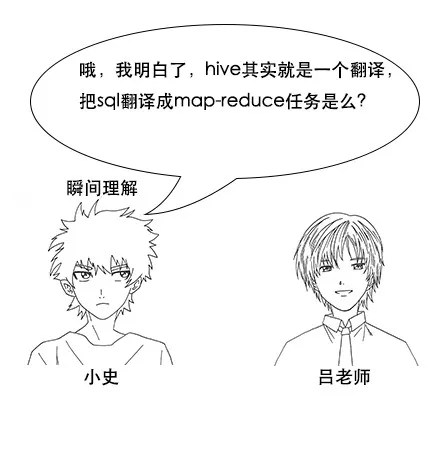 哦，我明白了，hive其实就是一个翻译，
把sql翻译成map-reduce任务是么？
瞬间理解
小史
吕老师